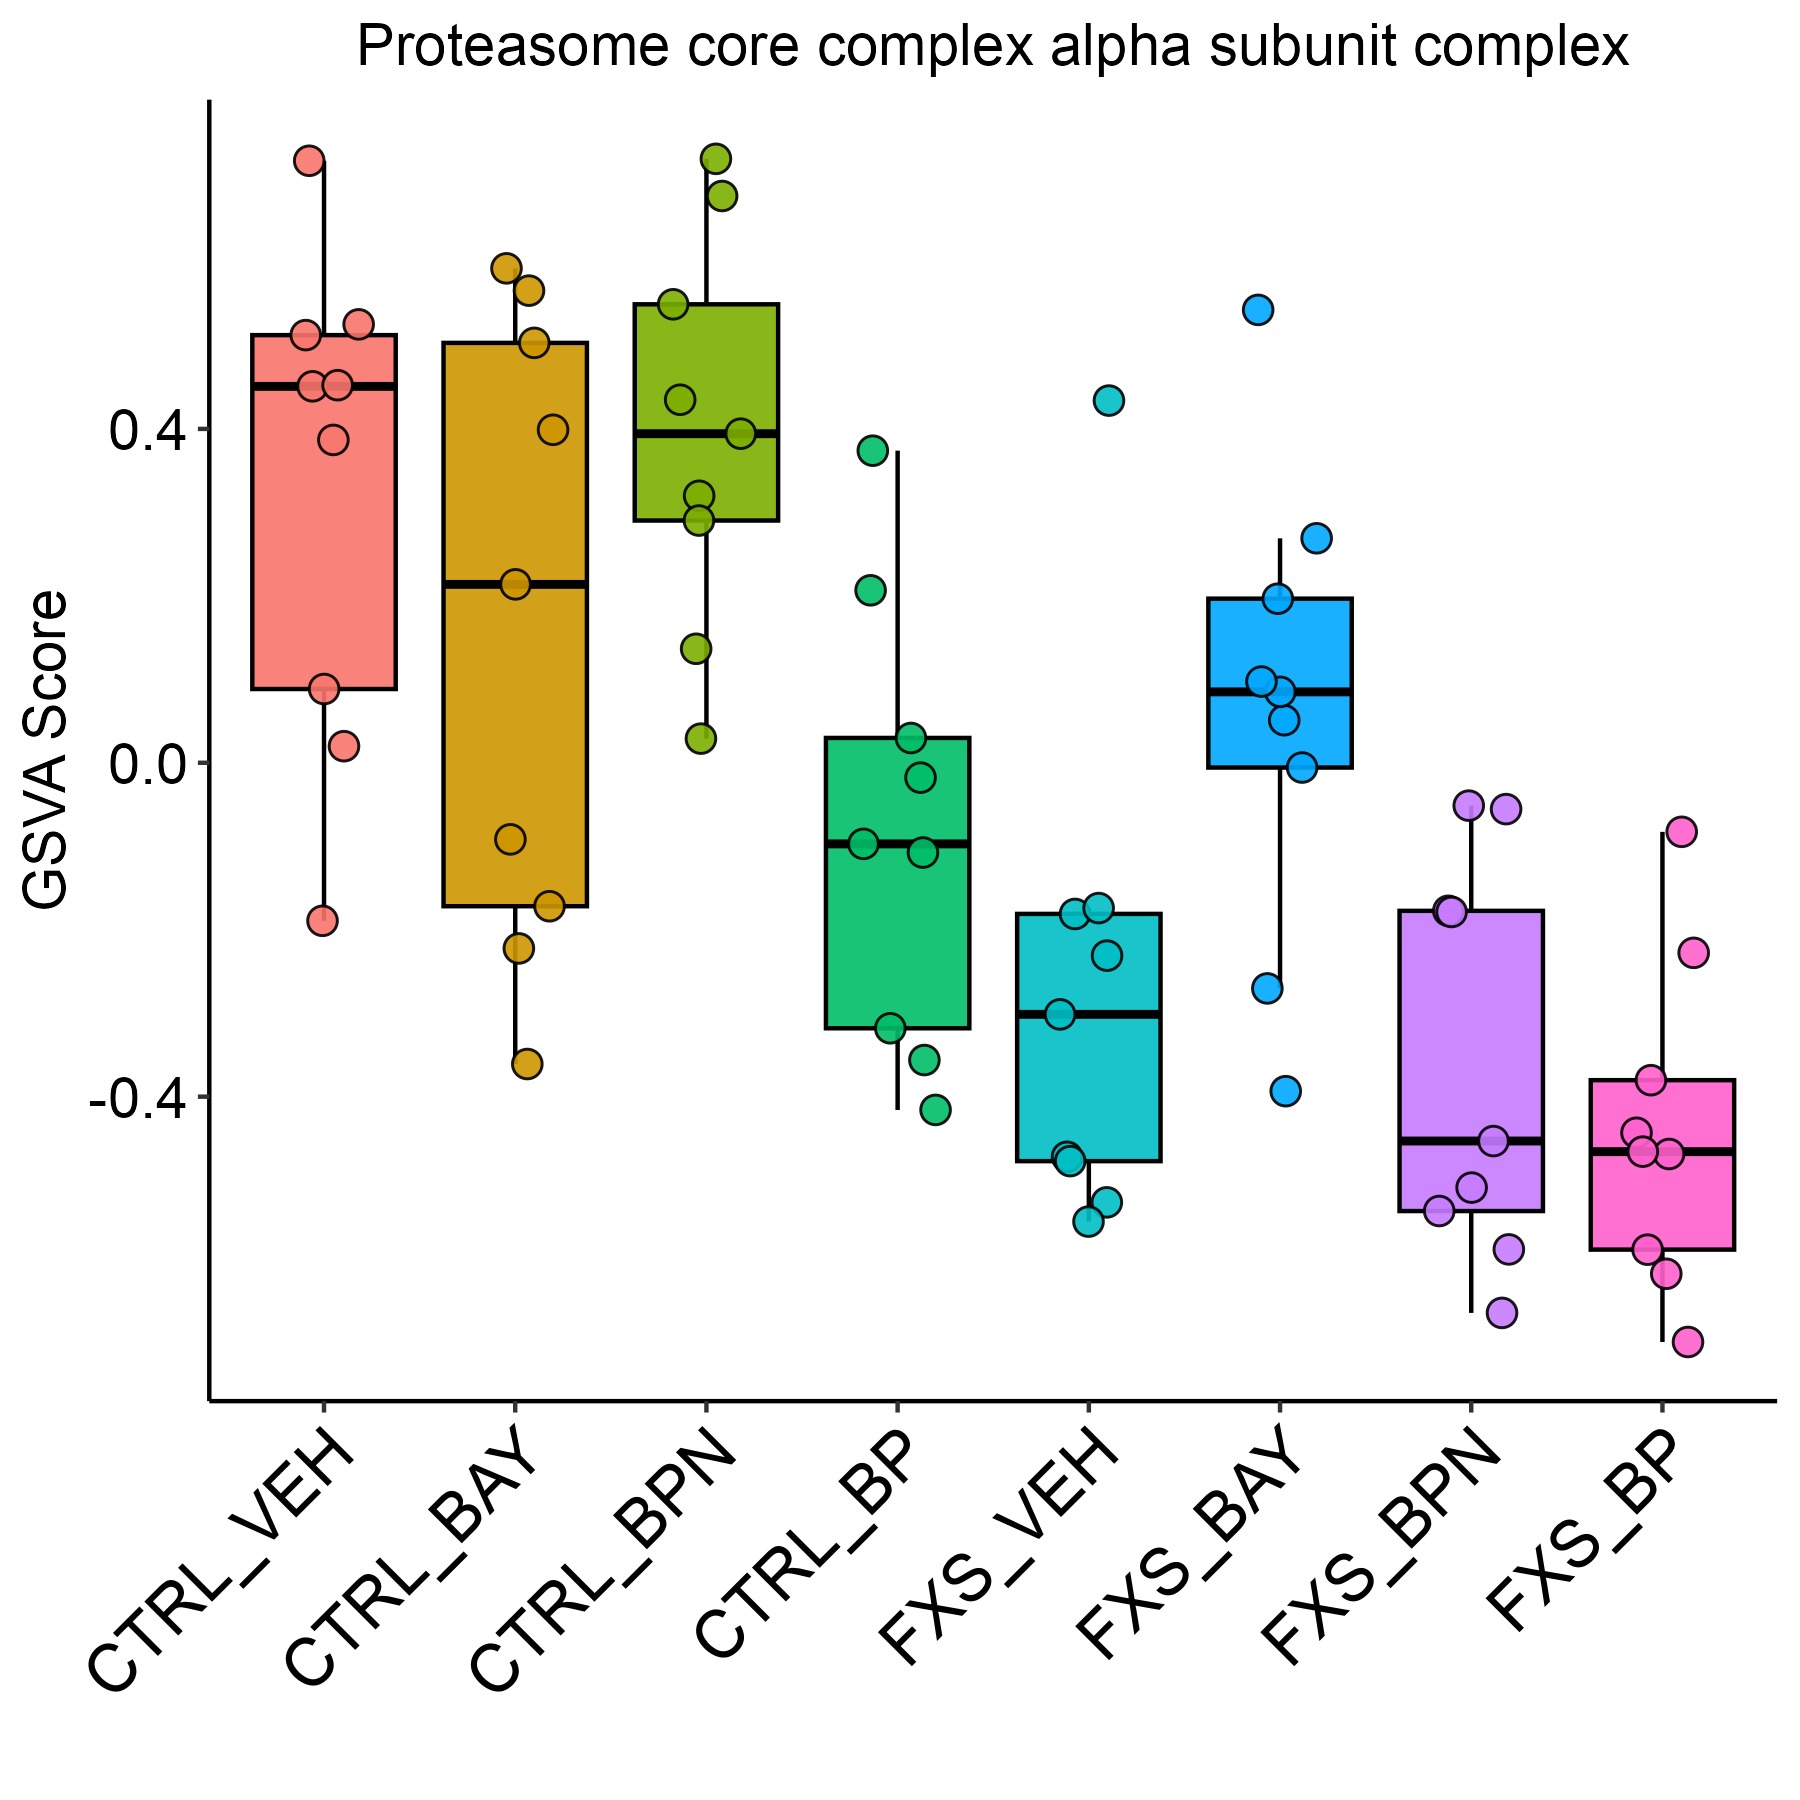 Proteasome core complex alpha subunit complex
GSVA Score
0.4
0.0
-0.4
CTRL_VEH
CTRL_BAY
CTRL_BPN
CTRL_BP
FXS_VEH
FXS_BAY
FXS_BPN
FXS_BP